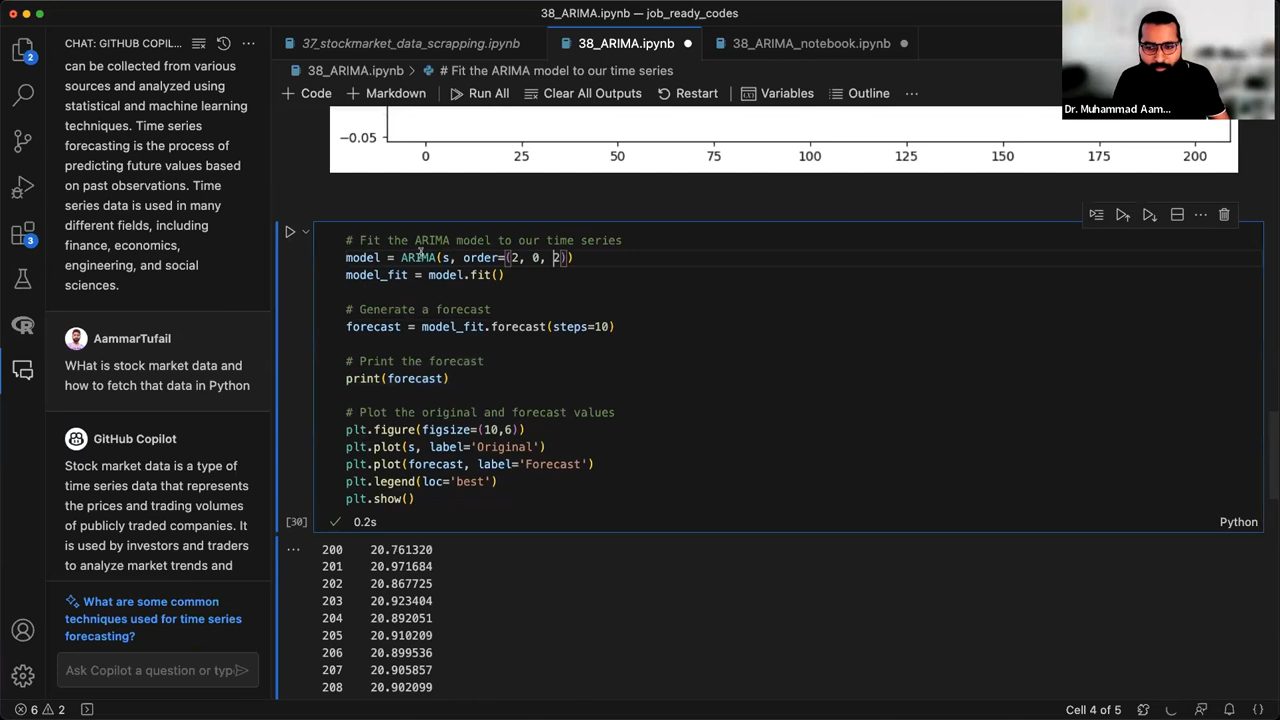 38_ARIMA.ipynb — job_ready_codes
CHAT: GITHUB COPIL...
37_stockmarket_data_scrapping.ipynb
38_ARIMA.ipynb
38_ARIMA_notebook.ipynb
38_ARIMA.ipynb > # Fit the ARIMA model to our time series
Code
Markdown
Run All
Clear All Outputs
Restart
Variables
Outline
Dr. Muhammad Aam...
2
3
can be collected from various
sources and analyzed using
statistical and machine learning
techniques. Time series
forecasting is the process of
predicting future values based
on past observations. Time
series data is used in many
different fields, including
finance, economics,
engineering, and social
sciences.
AammarTufail
WHat is stock market data and
how to fetch that data in Python
GitHub Copilot
Stock market data is a type of
time series data that represents
the prices and trading volumes
of publicly traded companies. It
is used by investors and traders
to analyze market trends and
What are some common
techniques used for time series
forecasting?
Ask Copilot a question or type
−0.05
0 25 50 75 100 125 150 175 200
# Fit the ARIMA model to our time series
model = ARIMA(s, order=(2, 0, 2))
model_fit = model.fit()
# Generate a forecast
forecast = model_fit.forecast(steps=10)
# Print the forecast
print(forecast)
# Plot the original and forecast values
plt.figure(figsize=(10,6))
plt.plot(s, label='Original')
plt.plot(forecast, label='Forecast')
plt.legend(loc='best')
plt.show()
[30] 0.2s
Python
200 20.761320
201 20.971684
202 20.867725
203 20.923404
204 20.892051
205 20.910209
206 20.899536
207 20.905857
208 20.902099
6 2
Cell 4 of 5